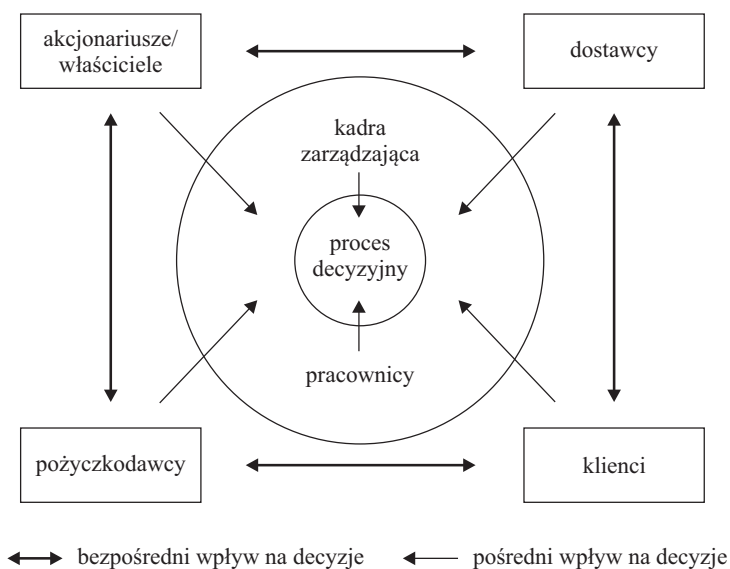 akcjonariusze/
właściciele
dostawcy
kadra
zarządzająca
proces
decyzyjny
pracownicy
pożyczkodawcy
klienci
bezpośredni wpływ na decyzje
pośredni wpływ na decyzje